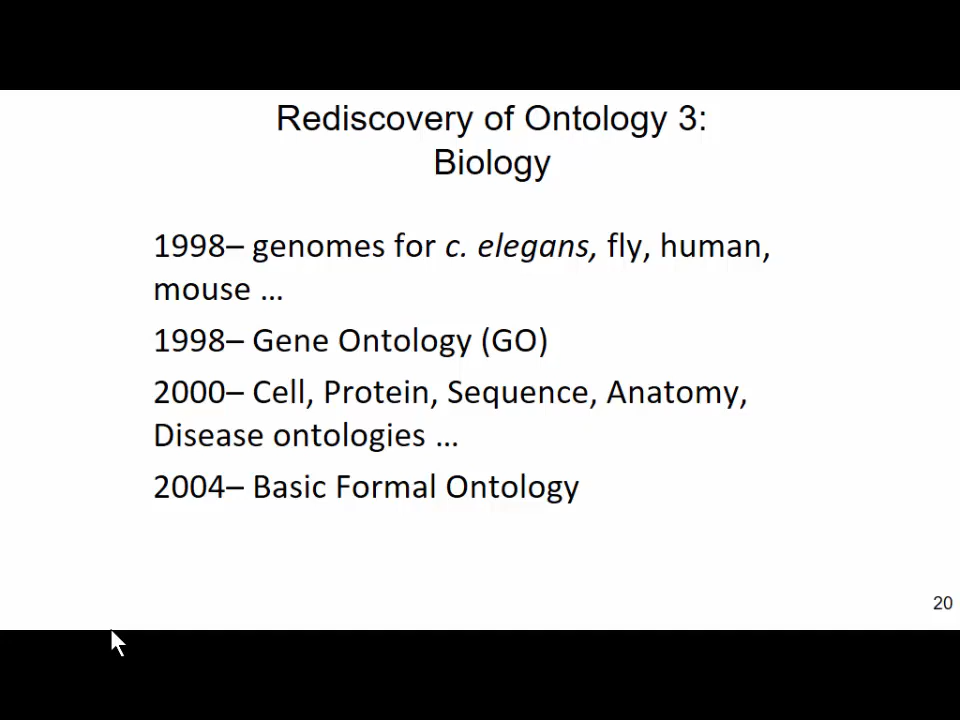 Rediscovery of Ontology 3:
Biology
1998– genomes for c. elegans, fly, human,
mouse …
1998– Gene Ontology (GO)
2000– Cell, Protein, Sequence, Anatomy,
Disease ontologies …
2004– Basic Formal Ontology
20